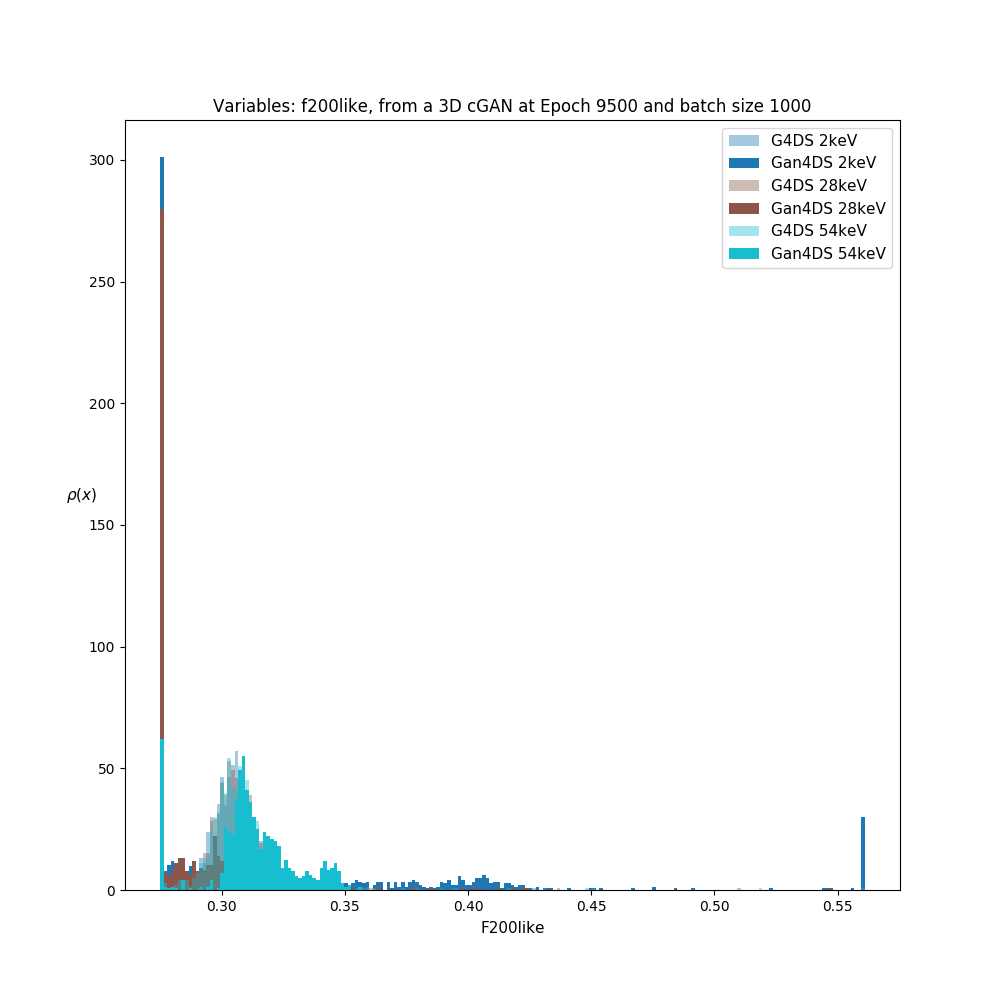 Variables: f200like, from a 3D cGAN at Epoch 9500 and batch size 1000
G4DS 2keV
Gan4DS 2keV
G4DS 28keV
Gan4DS 28keV
G4DS 54keV
Gan4DS 54keV
300
250
200
150
100
50
0
ρ(x)
0.30 0.35 0.40 0.45 0.50 0.55
F200like